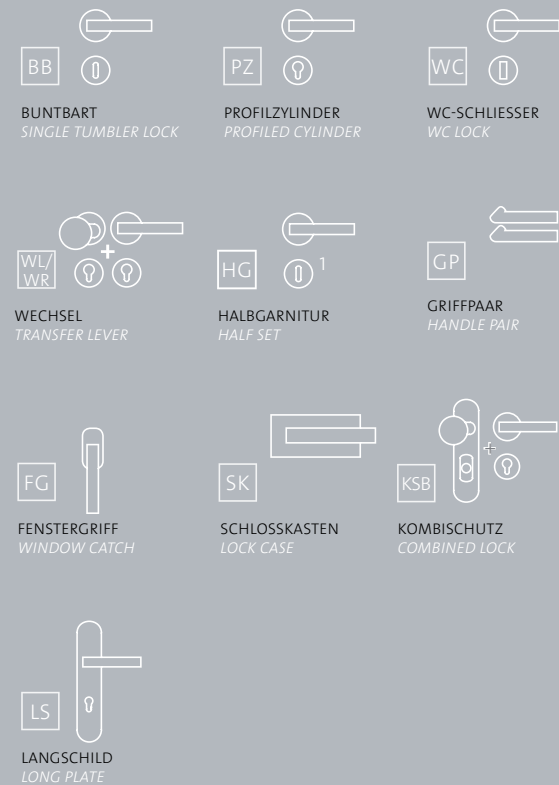 BB
BUNTBART
SINGLE TUMBLER LOCK
PZ
PROFILZYLINDER
PROFILED CYLINDER
WC
WC-SCHLIESSER
WC LOCK
WL/
WR
+
WECHSEL
TRANSFER LEVER
HG
1
HALBGARNITUR
HALF SET
GP
GRIFFPAAR
HANDLE PAIR
FG
FENSTERGRIFF
WINDOW CATCH
SK
SCHLOSSKASTEN
LOCK CASE
KSB
+
KOMBISCHUTZ
COMBINED LOCK
LS
LANGSCHILD
LONG PLATE